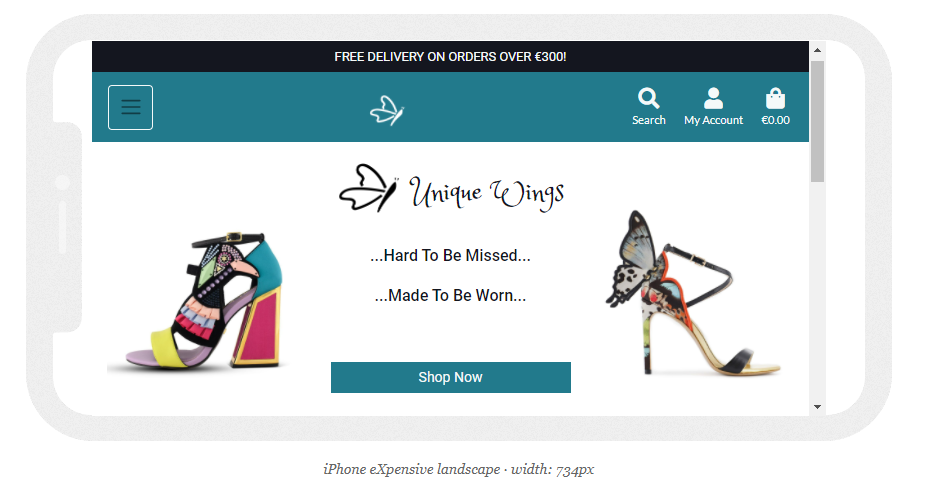 FREE DELIVERY ON ORDERS OVER €300!
Search My Account €0.00
Unique Wings
...Hard To Be Missed...
...Made To Be Worn...
Shop Now
iPhone eXpensive landscape · width: 734px